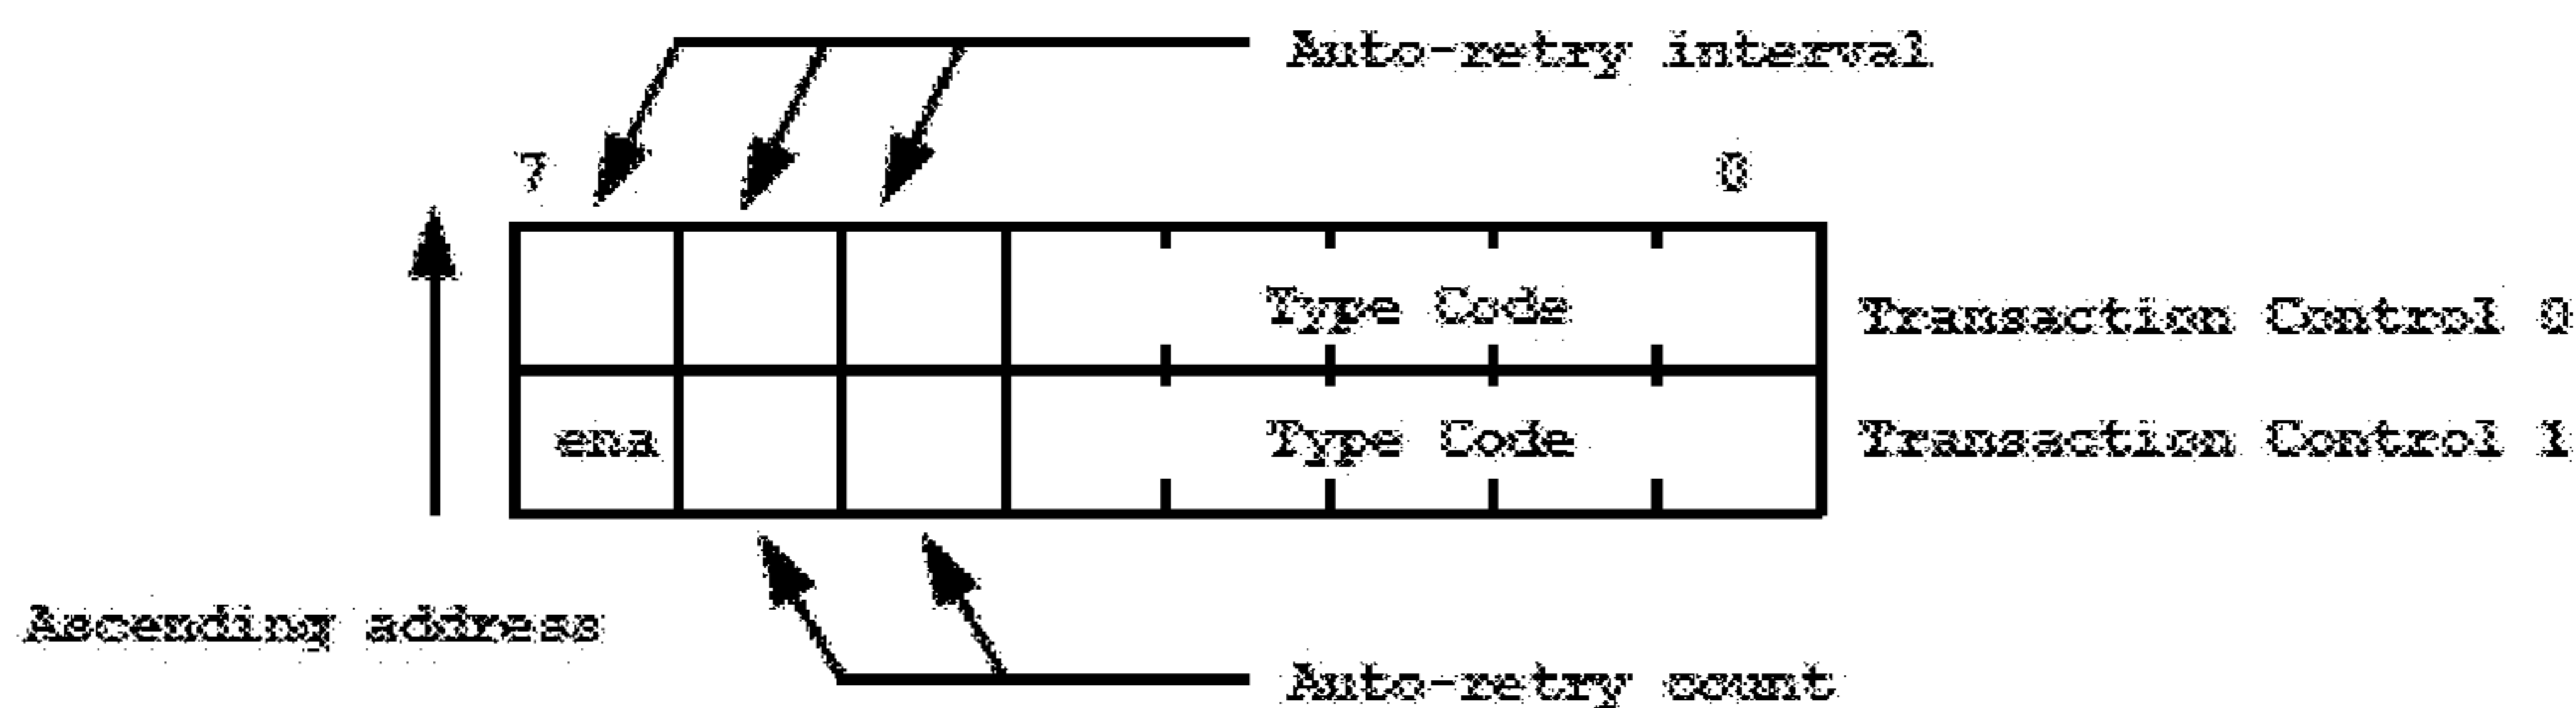 Auto-retry interval
7 0
Type Code Transaction Control 0
ena Type Code Transaction Control 1
Ascending address
Auto-retry count